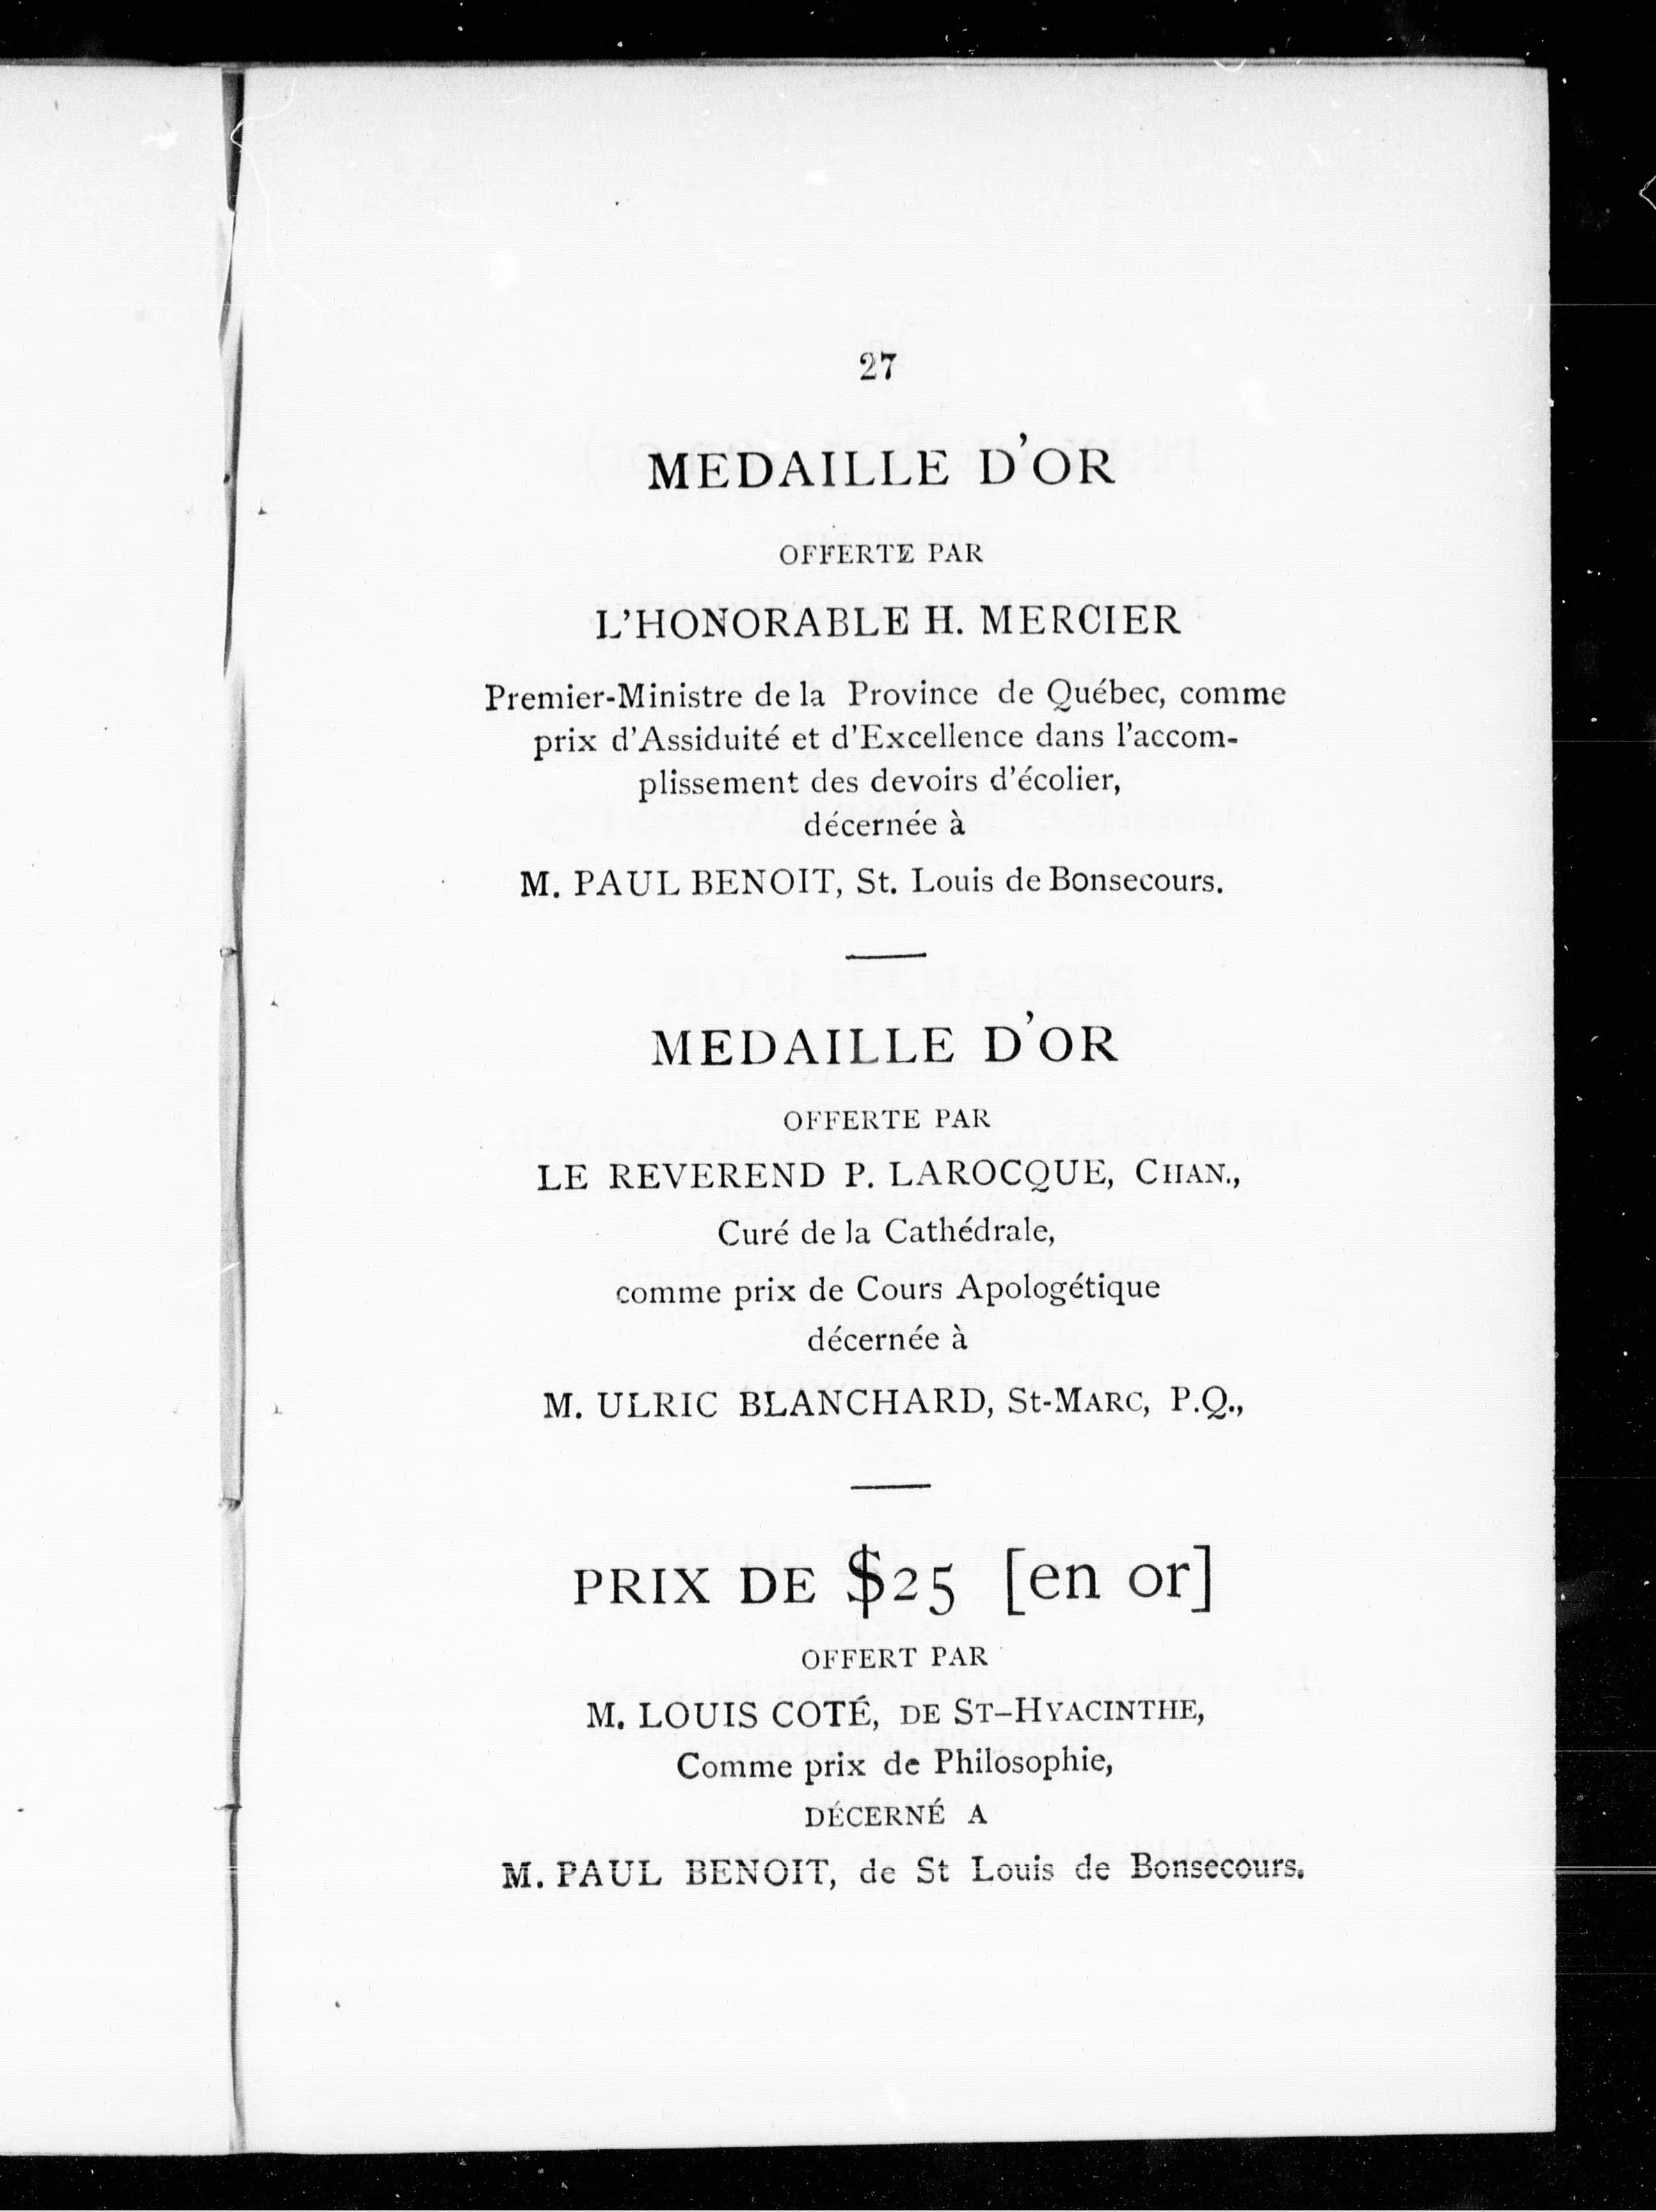 27
MEDAILLE D'OR
OFFERTE PAR
L'HONORABLE H. MERCIER
Premier-Ministre de la Province de Québec, comme
prix d'Assiduité et d'Excellence dans l'accom-
plissement des devoirs d'écolier,
décernée à
M. PAUL BENOIT, St. Louis de Bonsecours.
MEDAILLE D'OR
OFFERTE PAR
LE REVEREND P. LAROCQUE, CHAN.,
Curé de la Cathédrale,
comme prix de Cours Apologétique
décernée à
M. ULRIC BLANCHARD, St-MARC, P.Q.,
PRIX DE $25 [en or]
OFFERT PAR
M. LOUIS COTÉ, DE ST–HYACINTHE,
Comme prix de Philosophie,
DÉCERNÉ A
M. PAUL BENOIT, de St Louis de Bonsecours.